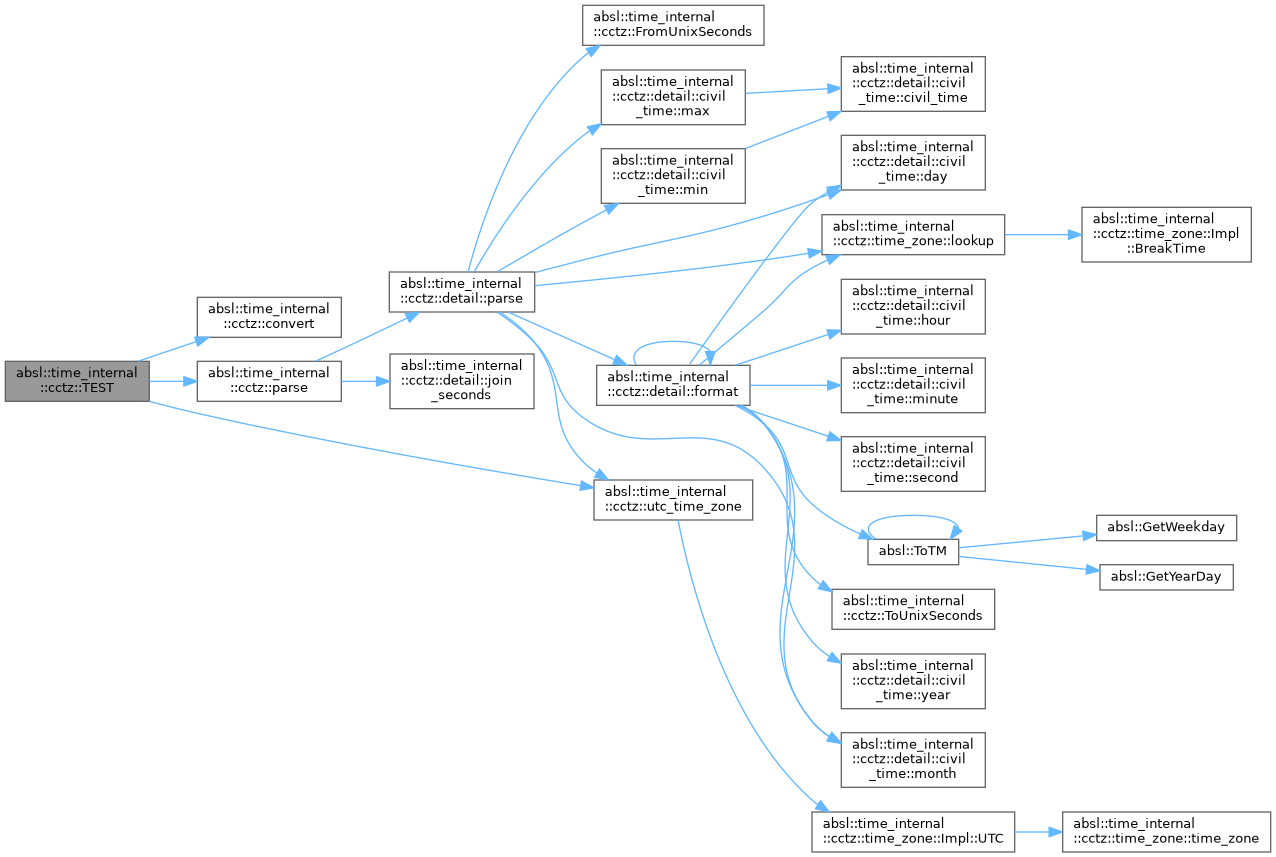 absl::time_internal
::cctz::TEST
absl::time_internal
::cctz::convert
absl::time_internal
::cctz::parse
absl::time_internal
::cctz::detail::parse
absl::time_internal
::cctz::detail::join
_seconds
absl::time_internal
::cctz::FromUnixSeconds
absl::time_internal
::cctz::detail::civil
_time::max
absl::time_internal
::cctz::detail::civil
_time::min
absl::time_internal
::cctz::detail::format
absl::time_internal
::cctz::utc_time_zone
absl::time_internal
::cctz::detail::civil
_time::civil_time
absl::time_internal
::cctz::detail::civil
_time::day
absl::time_internal
::cctz::time_zone::lookup
absl::time_internal
::cctz::detail::civil
_time::hour
absl::time_internal
::cctz::detail::civil
_time::minute
absl::time_internal
::cctz::detail::civil
_time::second
absl::ToTM
absl::time_internal
::cctz::ToUnixSeconds
absl::time_internal
::cctz::detail::civil
_time::year
absl::time_internal
::cctz::detail::civil
_time::month
absl::time_internal
::cctz::time_zone::Impl::UTC
absl::time_internal
::cctz::time_zone::Impl
::BreakTime
absl::GetWeekday
absl::GetYearDay
absl::time_internal
::cctz::time_zone::time_zone